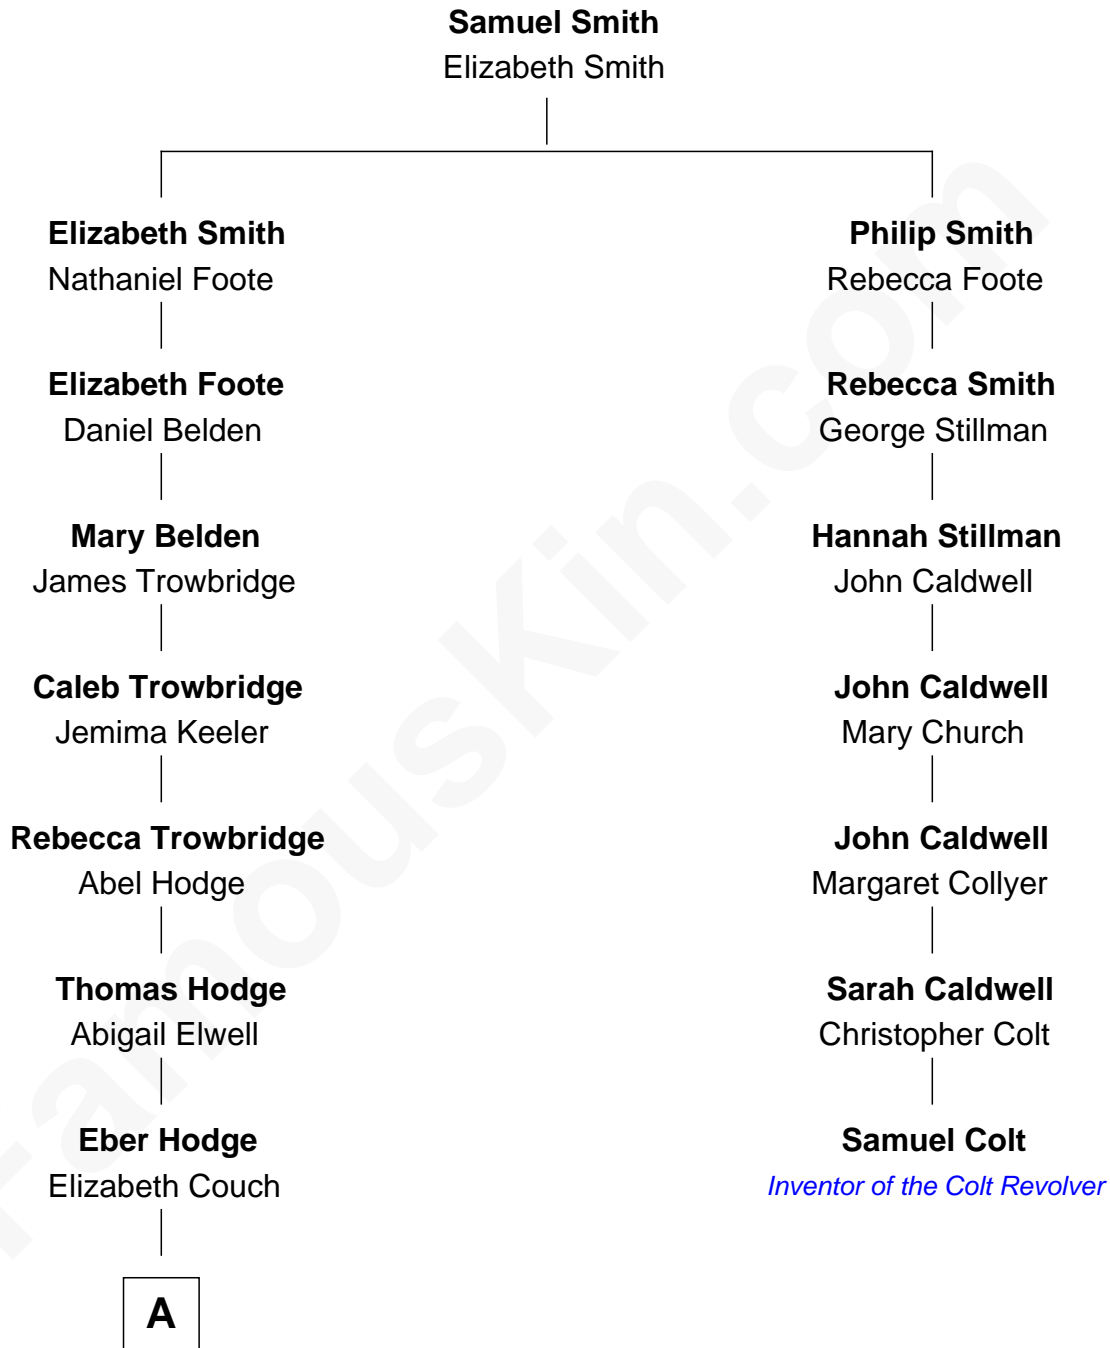 Samuel Smith
Elizabeth Smith
Elizabeth Smith
Nathaniel Foote
Philip Smith
Rebecca Foote
Elizabeth Foote
Daniel Belden
Rebecca Smith
George Stillman
Mary Belden
James Trowbridge
Hannah Stillman
John Caldwell
Caleb Trowbridge
Jemima Keeler
John Caldwell
Mary Church
Rebecca Trowbridge
Abel Hodge
John Caldwell
Margaret Collyer
Thomas Hodge
Abigail Elwell
Sarah Caldwell
Christopher Colt
Eber Hodge
Elizabeth Couch
Samuel Colt
Inventor of the Colt Revolver
A
FamousKin.com